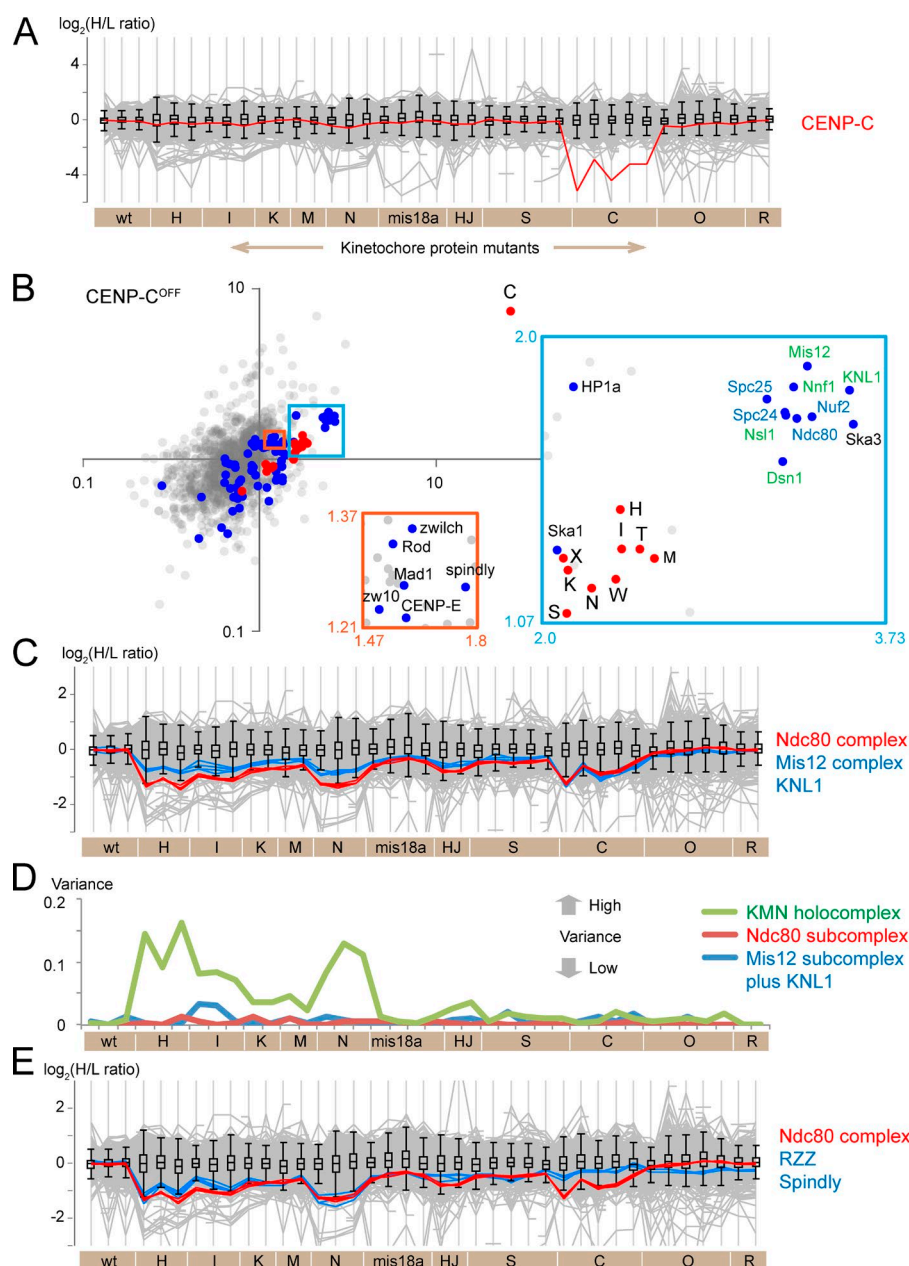 A
log2(H/L ratio)
4
0
-4
CENP-C
wt H I K M N mis18a HJ S C O R
Kinetochore protein mutants
B
CENP-C^OFF
10
0.1
10
0.1
C
2.0
Mis12
Nnf1
KNL1
HP1a
Spc25
Spc24
Nuf2
Nsl1
Ndc80
Ska3
Dsn1
H
Ska1
I
T
X
M
K
N
W
S
1.07
2.0
3.73
1.37
zwilch
Rod
Mad1
spindly
zw10
CENP-E
1.21
1.47
1.8
C
log2(H/L ratio)
2
0
-2
Ndc80 complex
Mis12 complex
KNL1
wt H I K M N mis18a HJ S C O R
D
Variance
0.2
0.1
0
High
Variance
Low
KMN holocomplex
Ndc80 subcomplex
Mis12 subcomplex
plus KNL1
wt H I K M N mis18a HJ S C O R
E
log2(H/L ratio)
2
0
-2
Ndc80 complex
RZZ
Spindly
wt H I K M N mis18a HJ S C O R